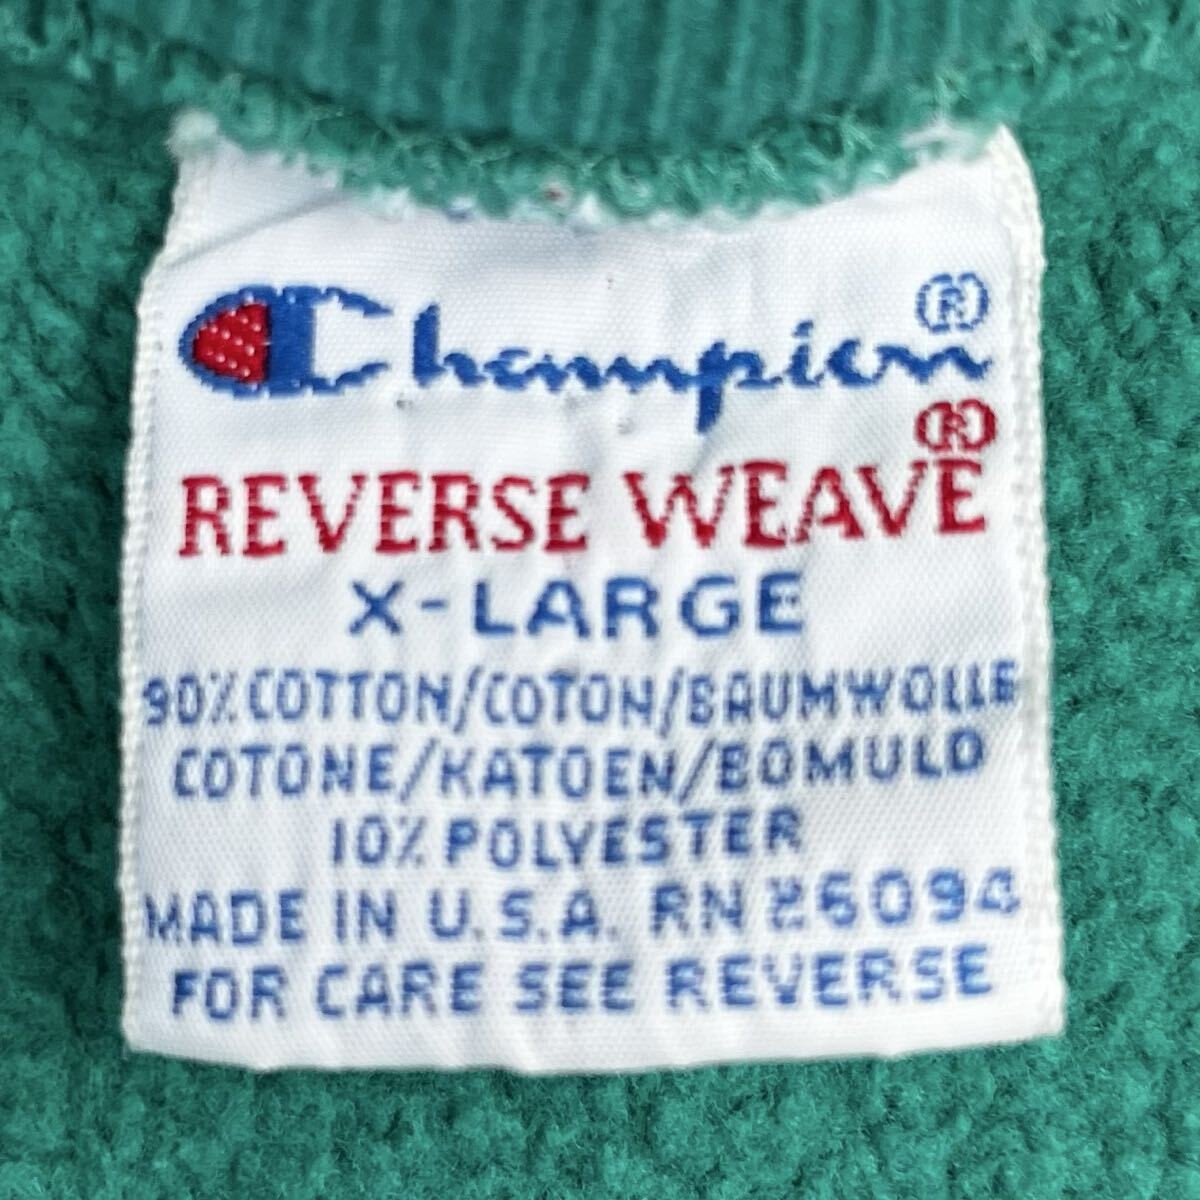 Champion®
REVERSE WEAVE®
X-LARGE
90% COTTON/COTON/BAUMWOLLE
COTONE/KATOEN/BOMULD
10% POLYESTER
MADE IN U.S.A. RN 26094
FOR CARE SEE REVERSE